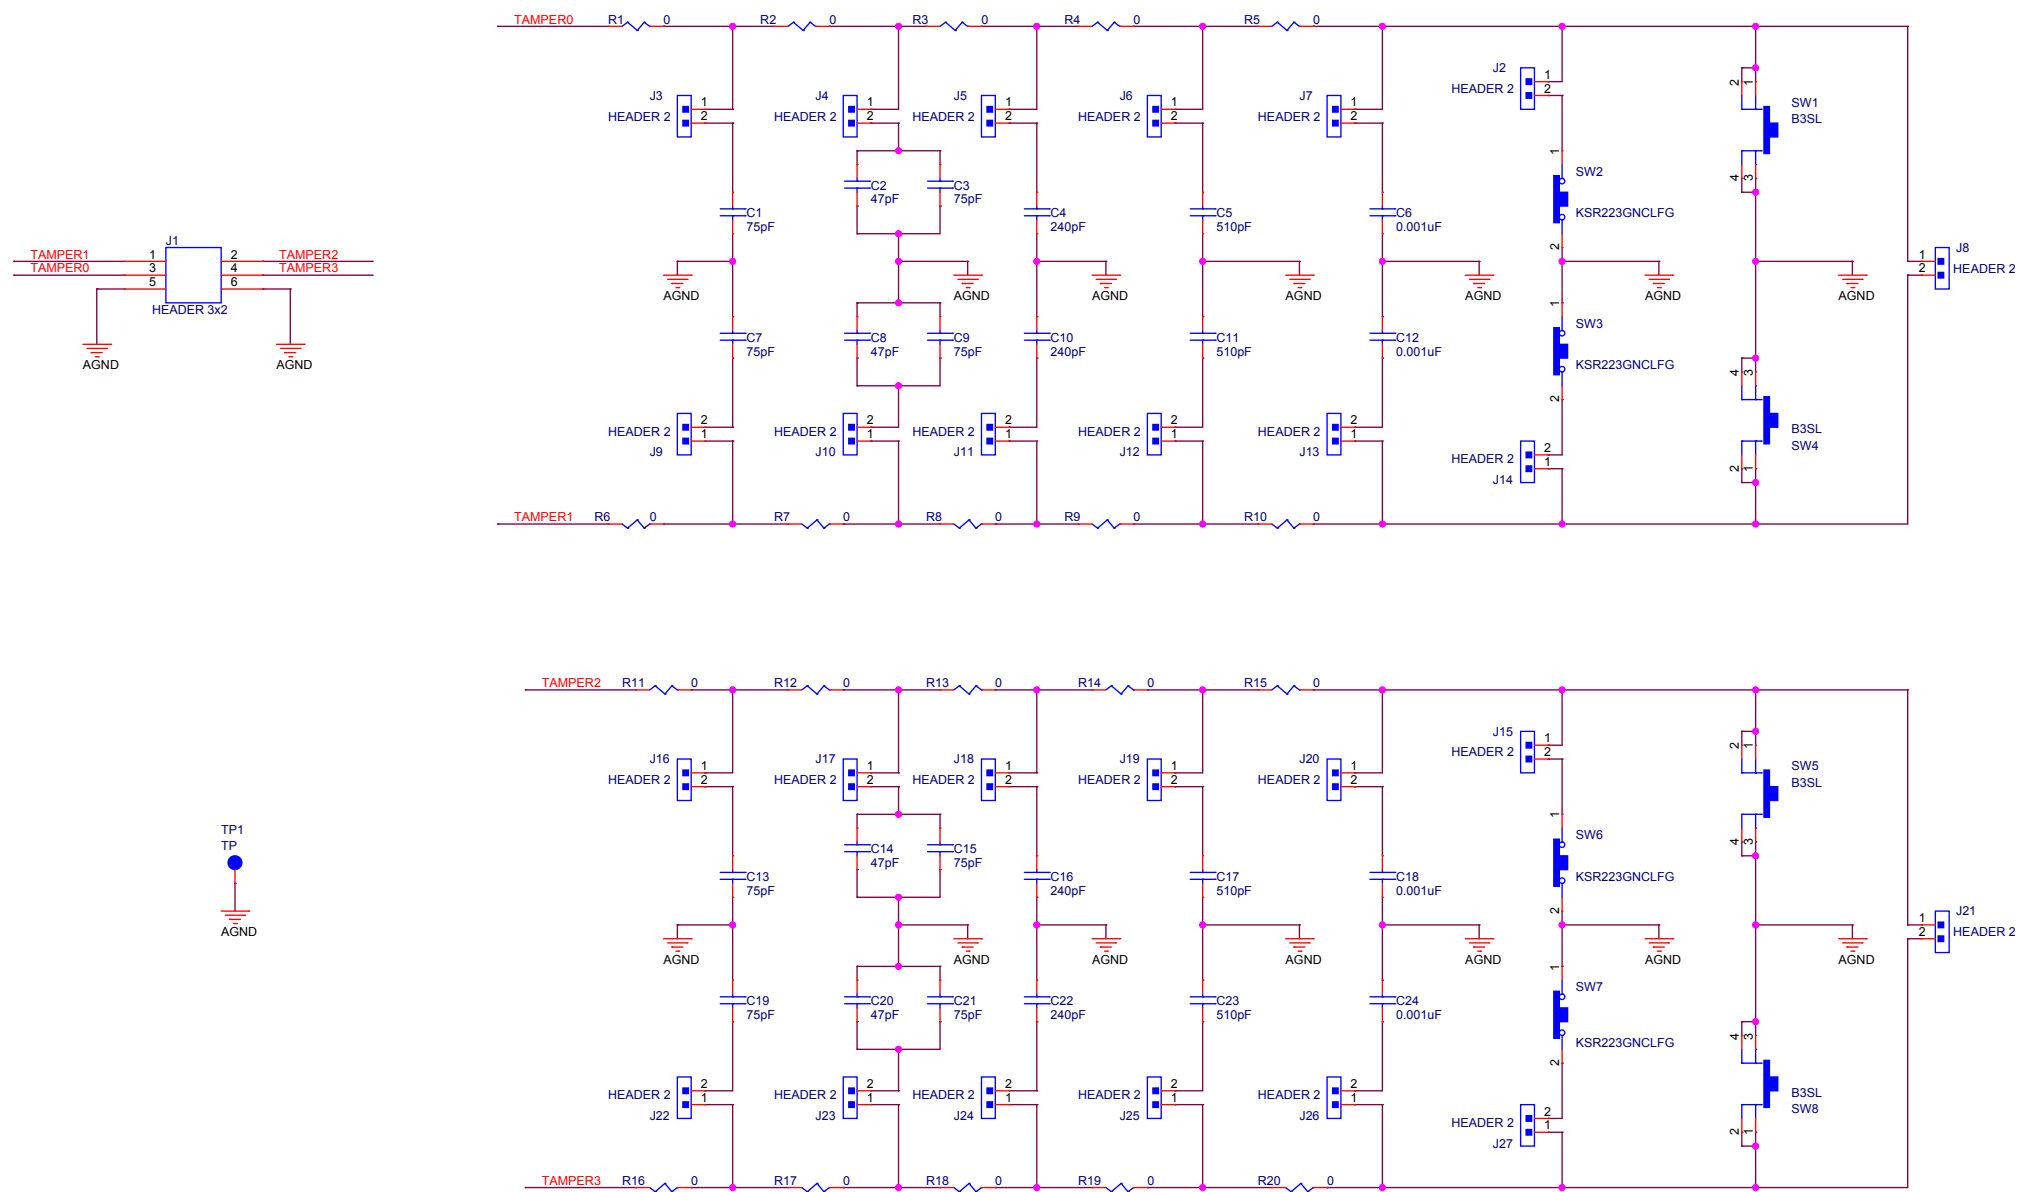 TAMPER0 R1 0 R2 0 R3 0 R4 0 R5 0
J3 HEADER 2 1 2
J4 HEADER 2 1 2
J5 HEADER 2 1 2
J6 HEADER 2 1 2
J7 HEADER 2 1 2
J2 HEADER 2 1 2
2 1 SW1 B3SL 4 3
C2 47pF
C3 75pF
1 SW2 KSR223GNCLFG 2
C1 75pF
C4 240pF
C5 510pF
C6 0.001uF
J1
TAMPER1 1 2 TAMPER2
TAMPER0 3 4 TAMPER3
5 6
HEADER 3x2
AGND AGND
J8 1 2 HEADER 2
AGND AGND AGND AGND AGND AGND AGND
C7 75pF
C8 47pF
C9 75pF
C10 240pF
C11 510pF
C12 0.001uF
1 SW3 KSR223GNCLFG 2
4 3 B3SL SW4 2 1
HEADER 2 2 1 J9
HEADER 2 2 1 J10
HEADER 2 2 1 J11
HEADER 2 2 1 J12
HEADER 2 2 1 J13
HEADER 2 2 1 J14
TAMPER1 R6 0 R7 0 R8 0 R9 0 R10 0
TAMPER2 R11 0 R12 0 R13 0 R14 0 R15 0
J16 HEADER 2 1 2
J17 HEADER 2 1 2
J18 HEADER 2 1 2
J19 HEADER 2 1 2
J20 HEADER 2 1 2
J15 HEADER 2 1 2
2 1 SW5 B3SL 4 3
TP1
TP
AGND
C14 47pF
C15 75pF
1 SW6 KSR223GNCLFG 2
C13 75pF
C16 240pF
C17 510pF
C18 0.001uF
J21 1 2 HEADER 2
AGND AGND AGND AGND AGND AGND AGND
C19 75pF
C20 47pF
C21 75pF
C22 240pF
C23 510pF
C24 0.001uF
1 SW7 KSR223GNCLFG 2
4 3 B3SL SW8 2 1
HEADER 2 2 1 J22
HEADER 2 2 1 J23
HEADER 2 2 1 J24
HEADER 2 2 1 J25
HEADER 2 2 1 J26
HEADER 2 2 1 J27
TAMPER3 R16 0 R17 0 R18 0 R19 0 R20 0